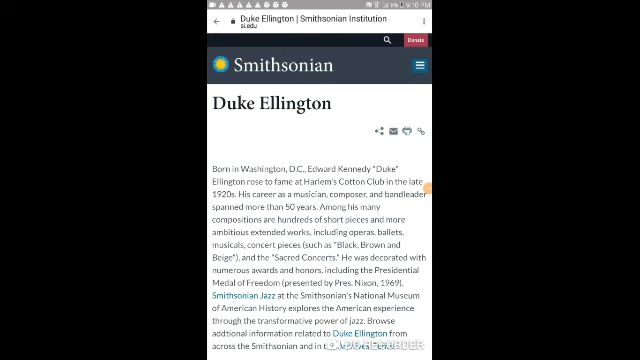 9:10 PM
Duke Ellington | Smithsonian Institution
si.edu
Donate
Smithsonian
Duke Ellington
Born in Washington, D.C., Edward Kennedy "Duke"
Ellington rose to fame at Harlem's Cotton Club in the late
1920s. His career as a musician, composer, and bandleader
spanned more than 50 years. Among his many
compositions are hundreds of short pieces and more
ambitious extended works, including operas, ballets,
musicals, concert pieces (such as "Black, Brown and
Beige"), and the "Sacred Concerts." He was decorated with
numerous awards and honors, including the Presidential
Medal of Freedom (presented by Pres. Nixon, 1969).
Smithsonian Jazz at the Smithsonian's National Museum
of American History explores the American experience
through the transformative power of jazz. Browse
addtional information related to Duke Ellington from
across the Smithsonian and in
DU RECORDER